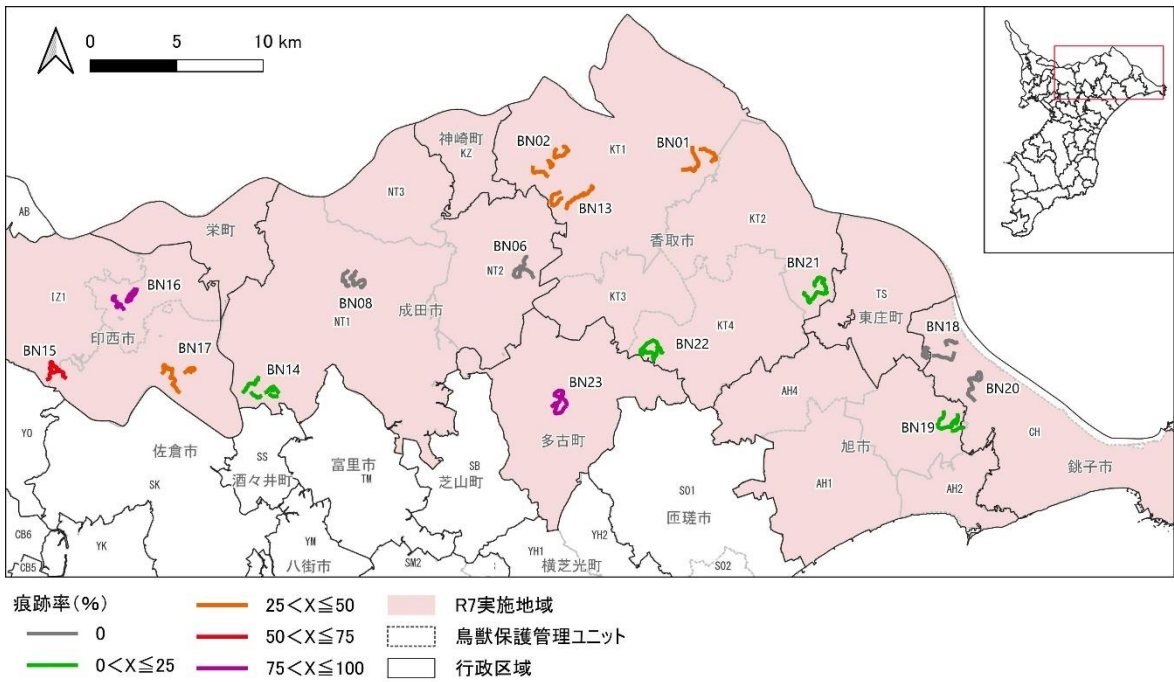 0 5 10 km
神崎町
KZ
BN02
KT1
BN01
NT3
AB
栄町
BN13
KT2
BN06
香取市
NT2
BN21
BN16
BN08
KT3
TS
IZ1
成田市
東庄町
NT1
印西市
KT4
BN18
BN15
BN17
BN14
BN22
BN23
BN20
AH4
YO
佐倉市
多古町
BN19
CH
SS
富里市
旭市
酒々井町
TM
SB
芝山町
銚子市
SK
SO1
AH1
AH2
匝瑳市
CB6
YK
YM
YH2
CB5
八街市
SM2
YH1
横芝光町
SO2
痕跡率(%)
0
0<X≦25
25<X≦50
50<X≦75
75<X≦100
R7実施地域
鳥獣保護管理ユニット
行政区域